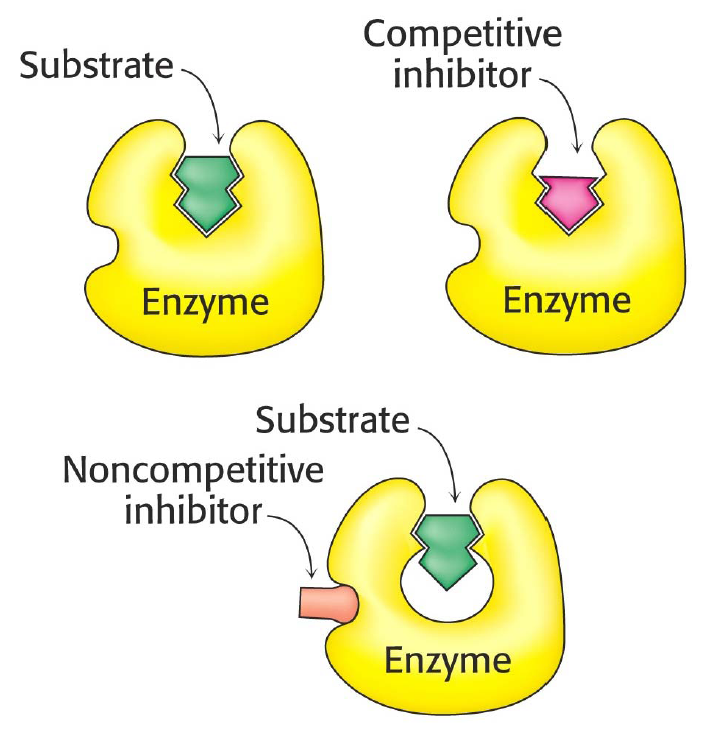 Substrate
Enzyme
Competitive
inhibitor
Enzyme
Substrate
Noncompetitive
inhibitor
Enzyme